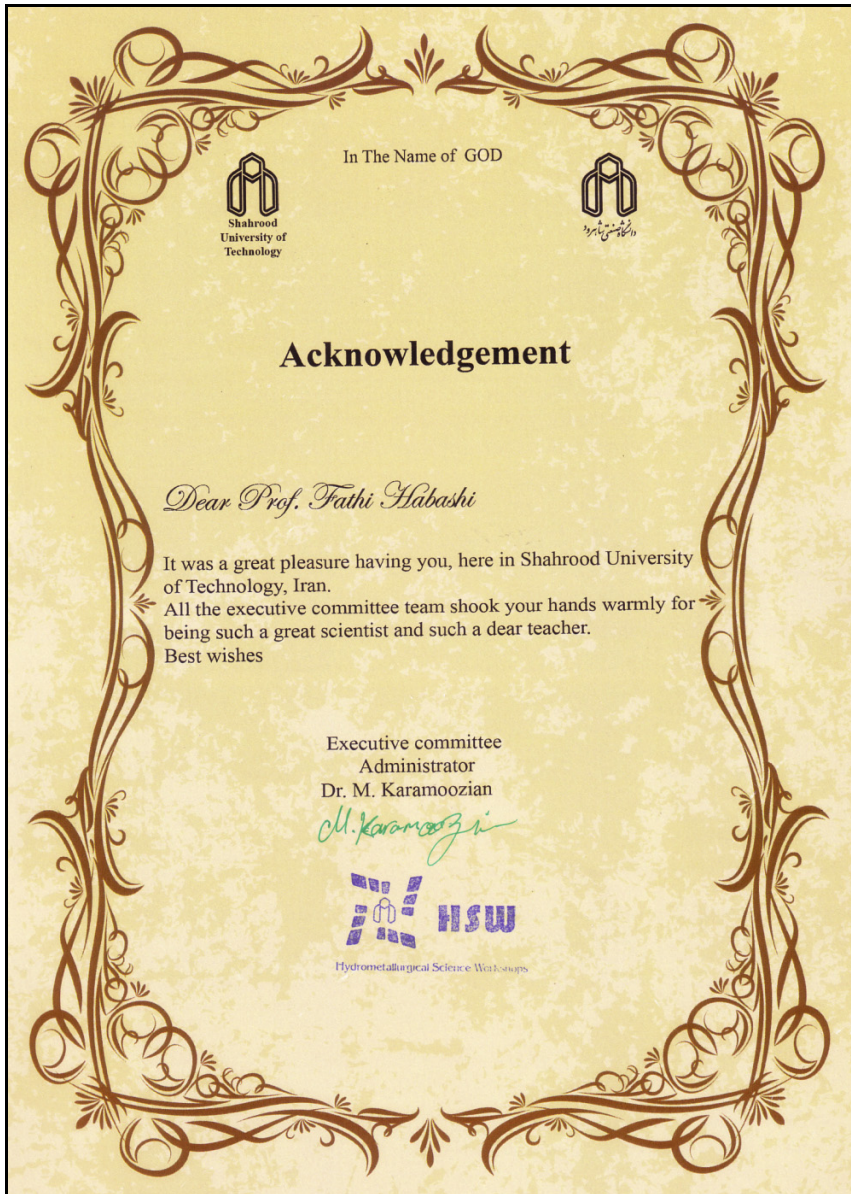 In The Name of GOD
Shahrood
University of
Technology
دانشگاه صنعتی شاهرود
Acknowledgement
Dear Prof. Fathi Habashi
It was a great pleasure having you, here in Shahrood University
of Technology, Iran.
All the executive committee team shook your hands warmly for
being such a great scientist and such a dear teacher.
Best wishes
Executive committee
Administrator
Dr. M. Karamoozian
M. Karamoozian
HSW
Hydrometallurgical Science Workshops